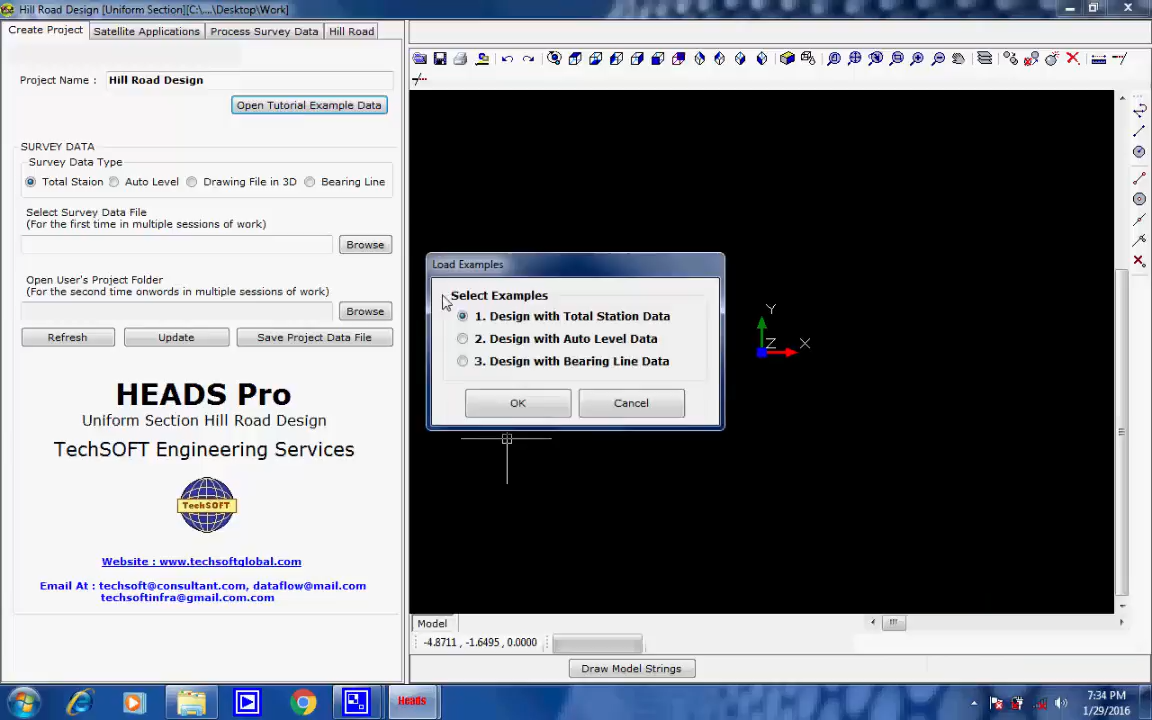 Hill Road Design [Uniform Section][C:\....\Desktop\Work]
Create Project Satellite Applications Process Survey Data Hill Road
Project Name : Hill Road Design
Open Tutorial Example Data
SURVEY DATA
Survey Data Type
Total Staion Auto Level Drawing File in 3D Bearing Line
Select Survey Data File
(For the first time in multiple sessions of work)
Browse
Open User's Project Folder
(For the second time onwords in multiple sessions of work)
Browse
Refresh Update Save Project Data File
HEADS Pro
Uniform Section Hill Road Design
TechSOFT Engineering Services
TechSOFT
Website : www.techsoftglobal.com
Email At : techsoft@consultant.com, dataflow@mail.com
techsoftinfra@gmail.com.com
Load Examples
Select Examples
1. Design with Total Station Data
2. Design with Auto Level Data
3. Design with Bearing Line Data
OK Cancel
Y
Z X
Model
-4.8711, -1.6495, 0.0000
Draw Model Strings
Heads
7:34 PM
1/29/2016